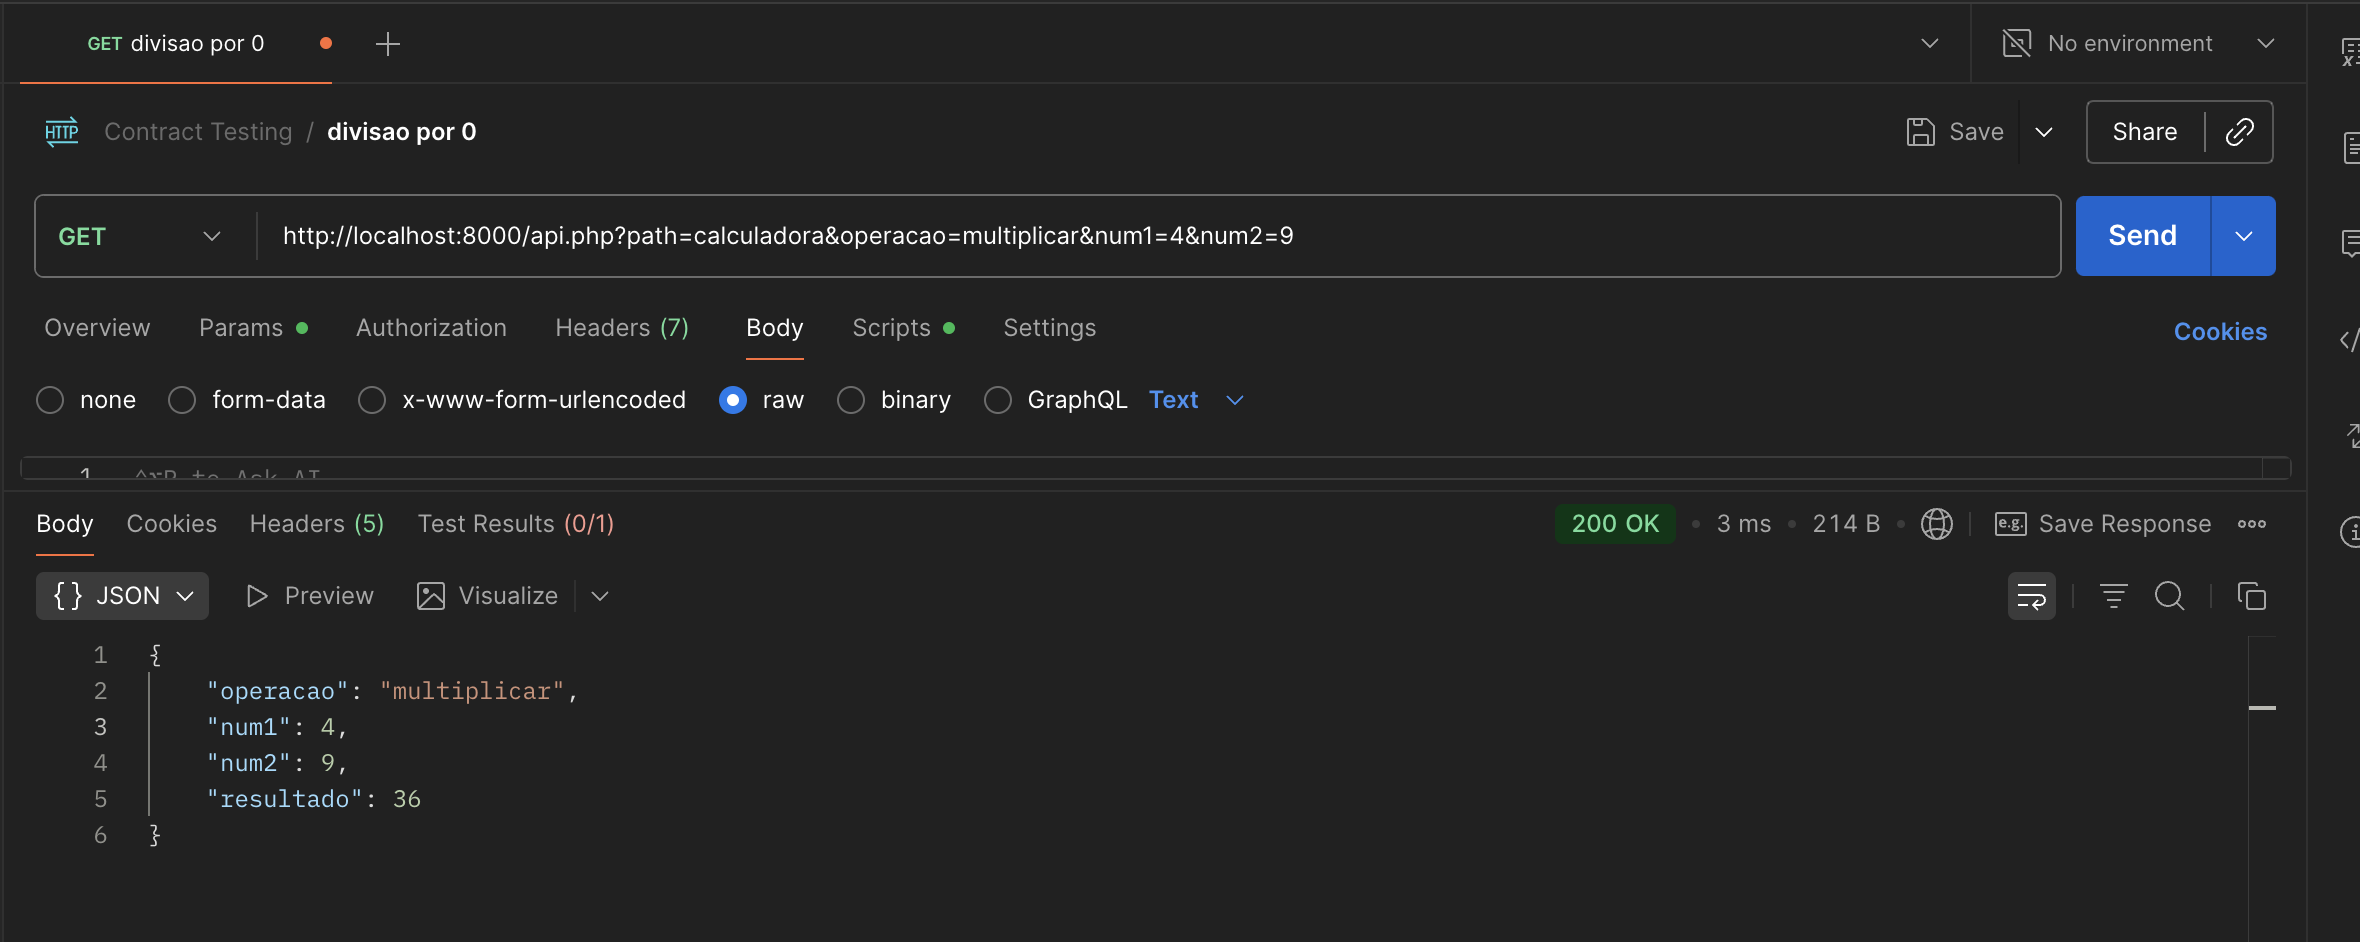 GET divisao por 0
No environment
HTTP Contract Testing / divisao por 0
Save
Share
GET http://localhost:8000/api.php?path=calculadora&operacao=multiplicar&num1=4&num2=9
Send
Overview Params Authorization Headers (7) Body Scripts Settings
Cookies
none form-data x-www-form-urlencoded raw binary GraphQL Text
1 to Ask AI
Body Cookies Headers (5) Test Results (0/1)
200 OK • 3 ms • 214 B • e.g. Save Response
{} JSON Preview Visualize
1 {
2 "operacao": "multiplicar",
3 "num1": 4,
4 "num2": 9,
5 "resultado": 36
6 }